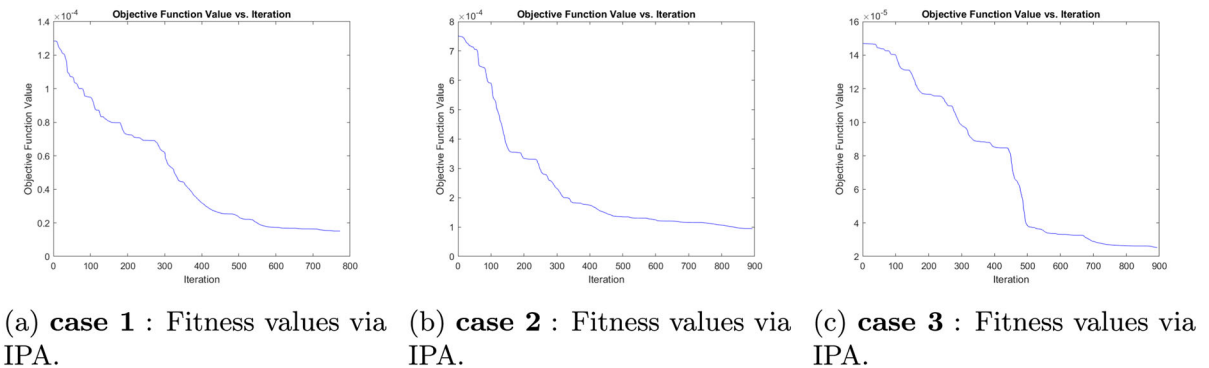 Objective Function Value vs. Iteration
×10⁻⁴
1.4
1.2
1
0.8
0.6
0.4
0.2
0
Objective Function Value
0 100 200 300 400 500 600 700 800
Iteration
Objective Function Value vs. Iteration
×10⁻⁴
8
7
6
5
4
3
2
1
0
Objective Function Value
0 100 200 300 400 500 600 700 800 900
Iteration
Objective Function Value vs. Iteration
×10⁻⁵
16
14
12
10
8
6
4
2
Objective Function Value
0 100 200 300 400 500 600 700 800 900
Iteration
(a) case 1 : Fitness values via
IPA.
(b) case 2 : Fitness values via
IPA.
(c) case 3 : Fitness values via
IPA.